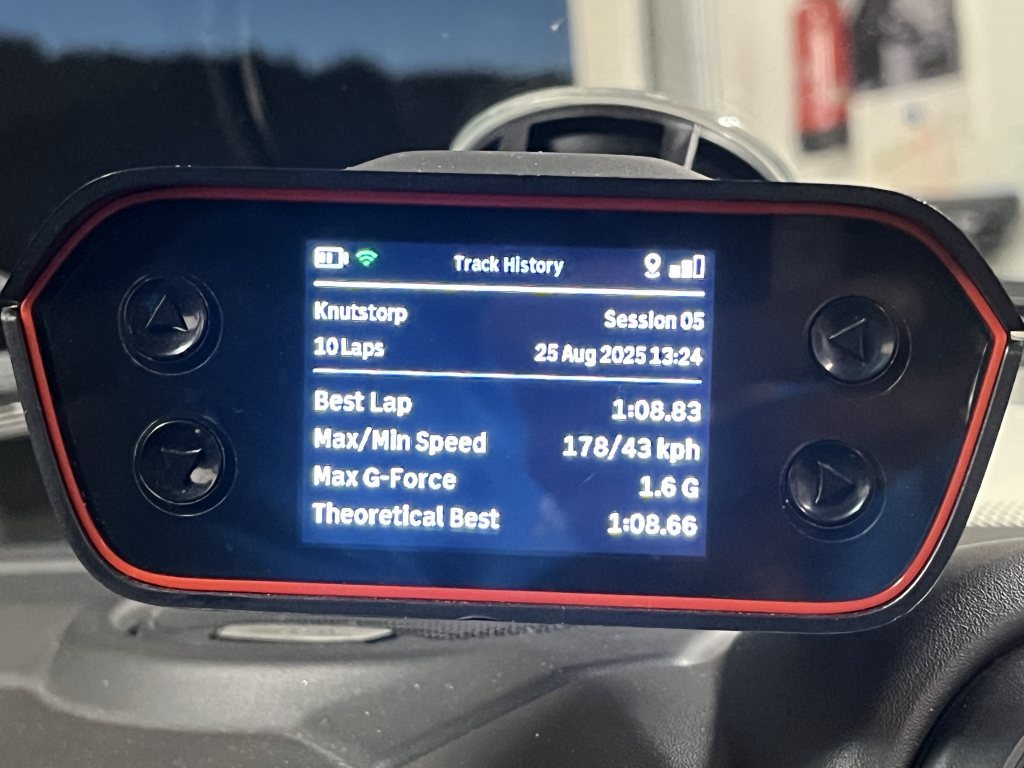 Track History
Knutstorp Session 05
10 Laps 25 Aug 2025 13:24
Best Lap 1:08.83
Max/Min Speed 178/43 kph
Max G-Force 1.6 G
Theoretical Best 1:08.66